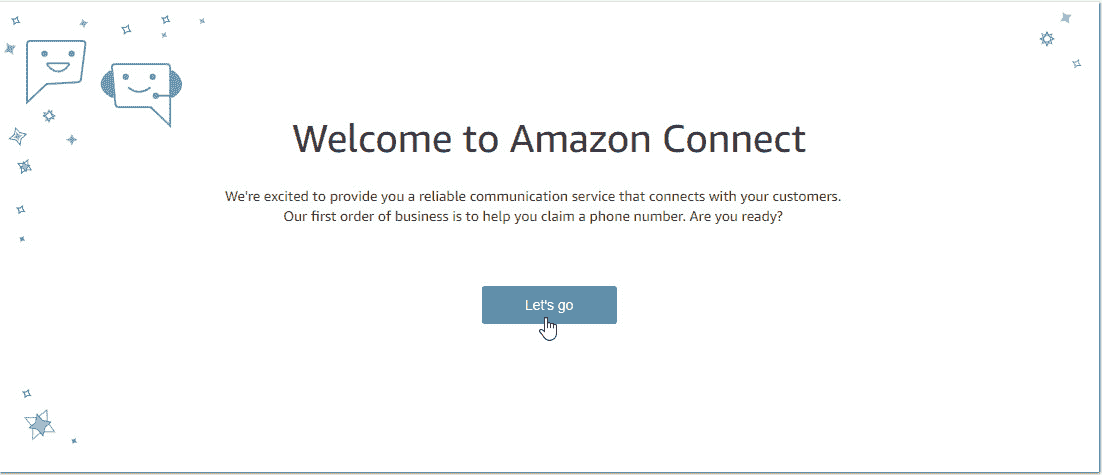 Welcome to Amazon Connect
We're excited to provide you a reliable communication service that connects with your customers.
Our first order of business is to help you claim a phone number. Are you ready?
Let's go